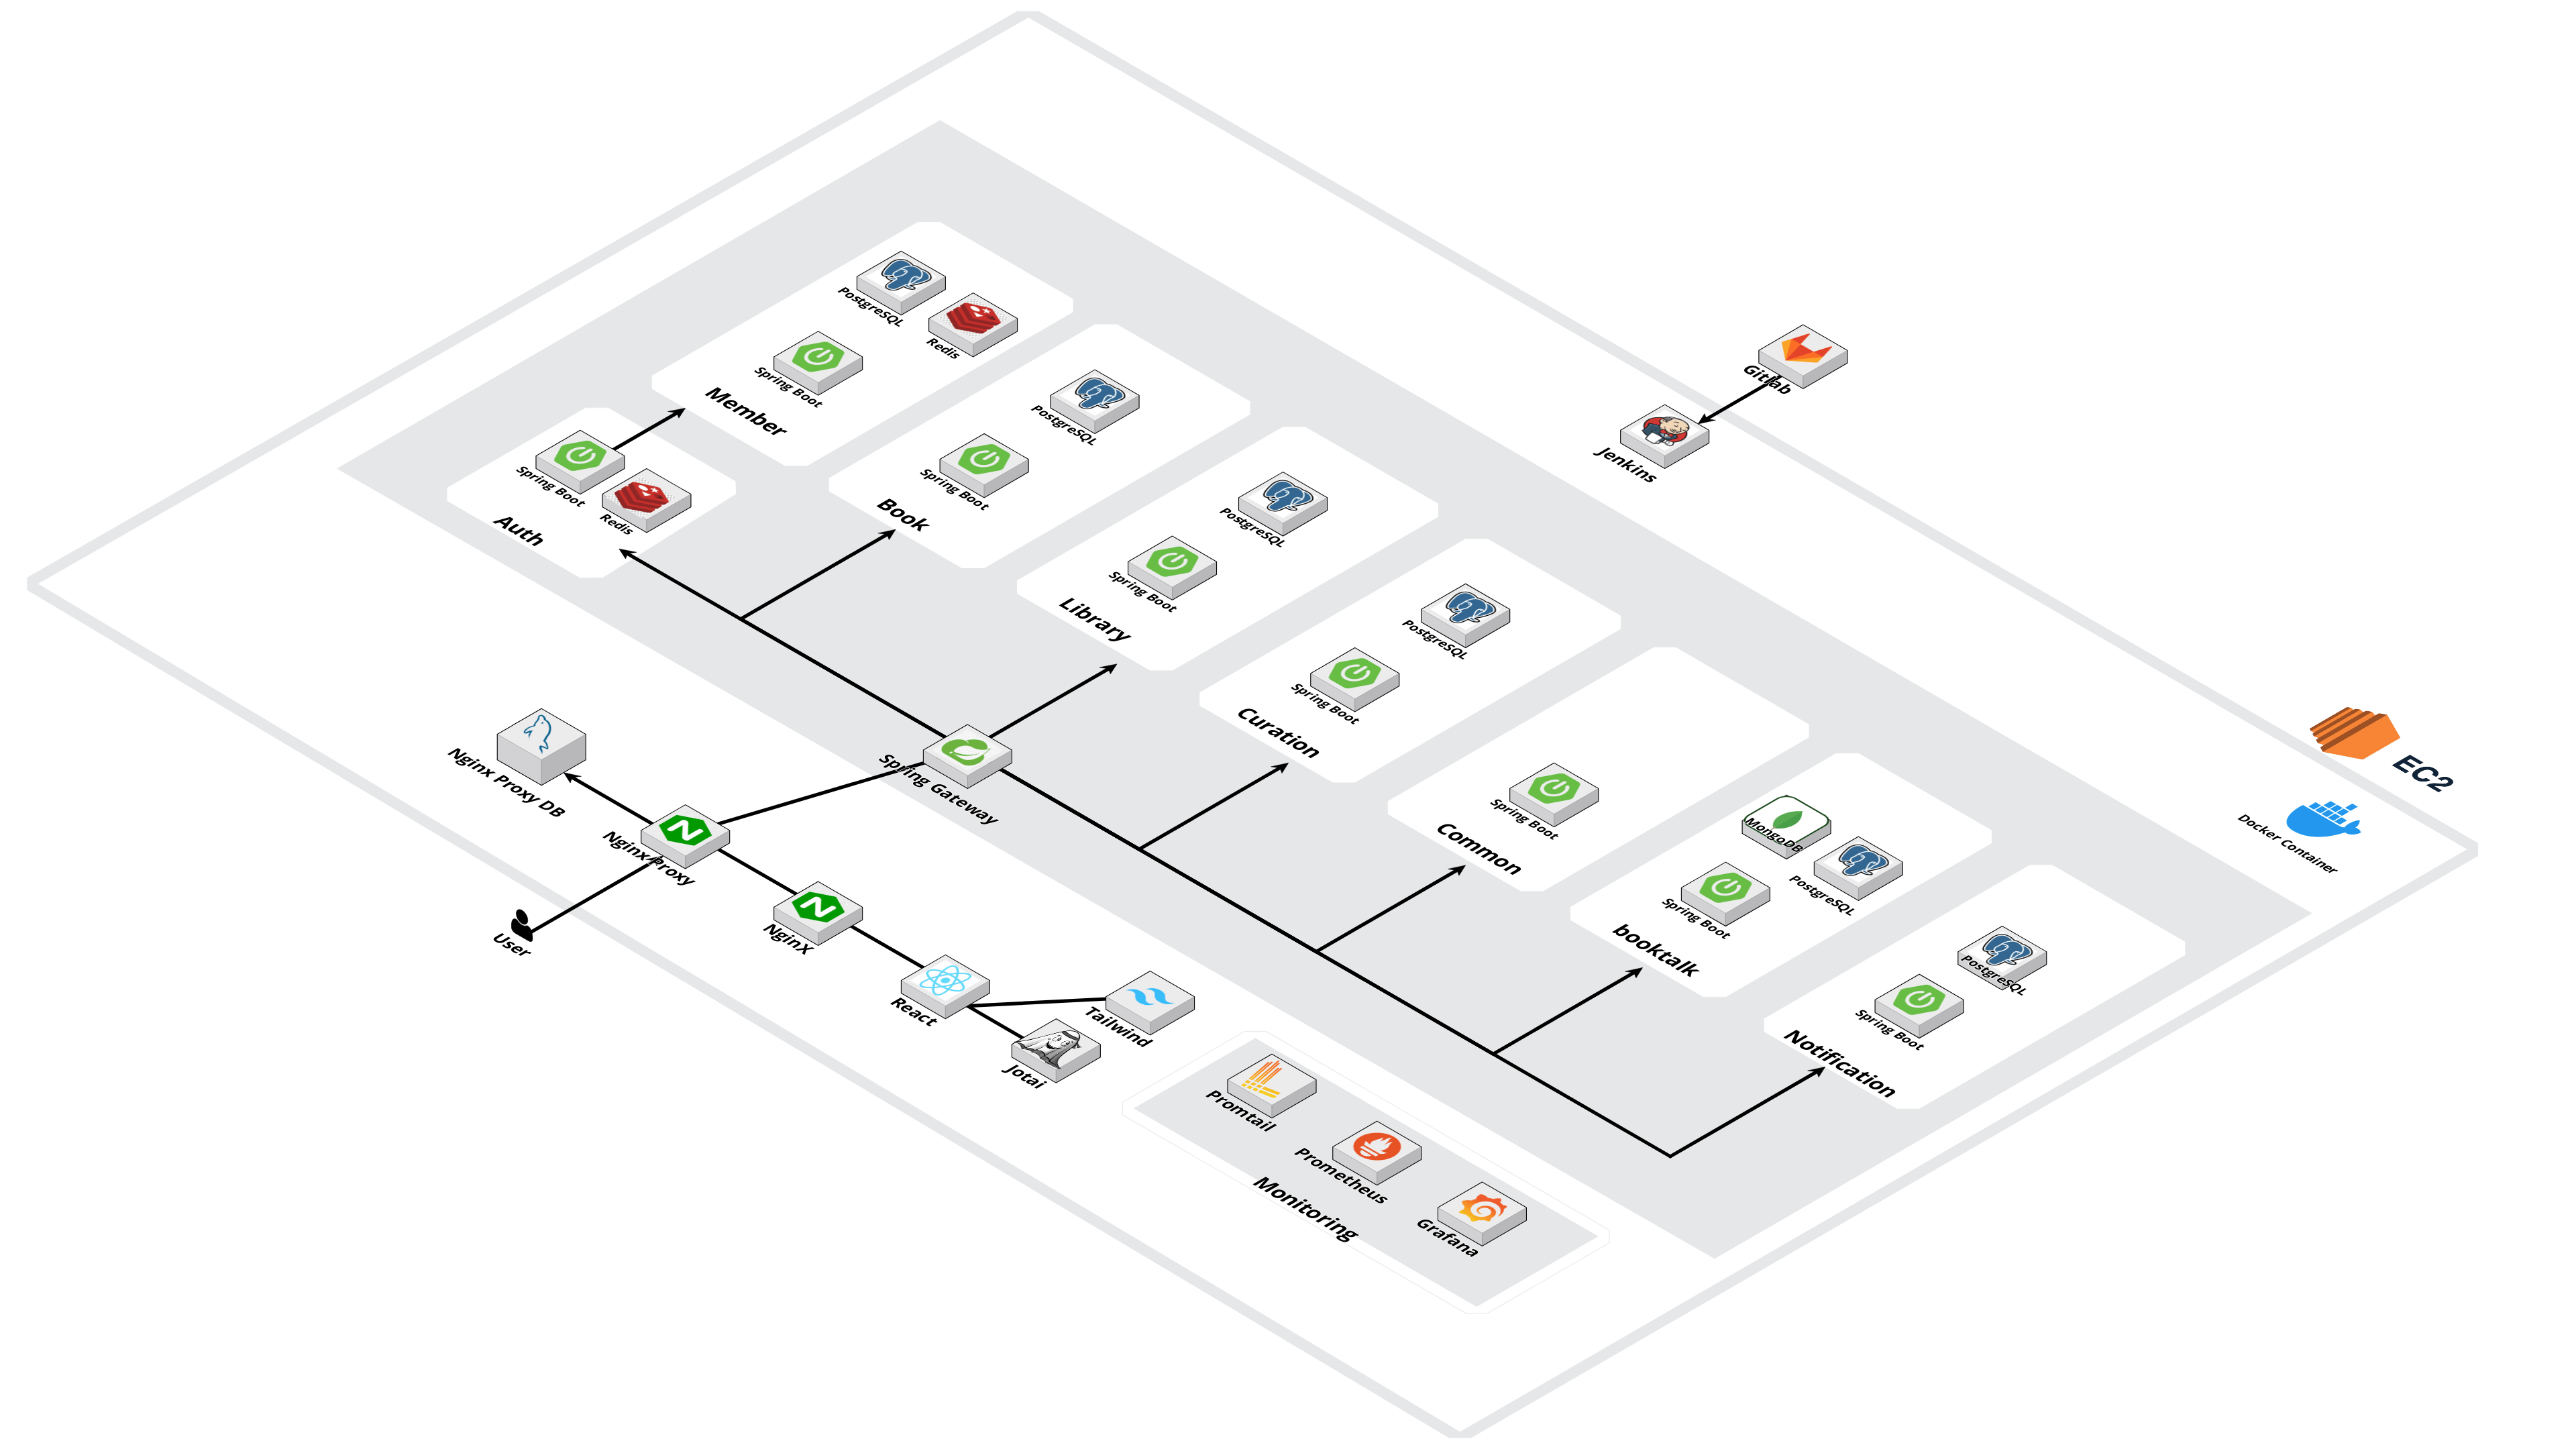 PostgreSQL
Redis
Spring Boot
Member
Spring Boot
Redis
Auth
PostgreSQL
Spring Boot
Book
PostgreSQL
Spring Boot
Library
PostgreSQL
Spring Boot
Curation
Spring Boot
Common
MongoDB
PostgreSQL
Spring Boot
booktalk
PostgreSQL
Spring Boot
Notification
Gitlab
Jenkins
EC2
Docker Container
Spring Gateway
Nginx Proxy DB
Nginx Proxy
User
NginX
React
Tailwind
Jotai
Promtail
Prometheus
Grafana
Monitoring